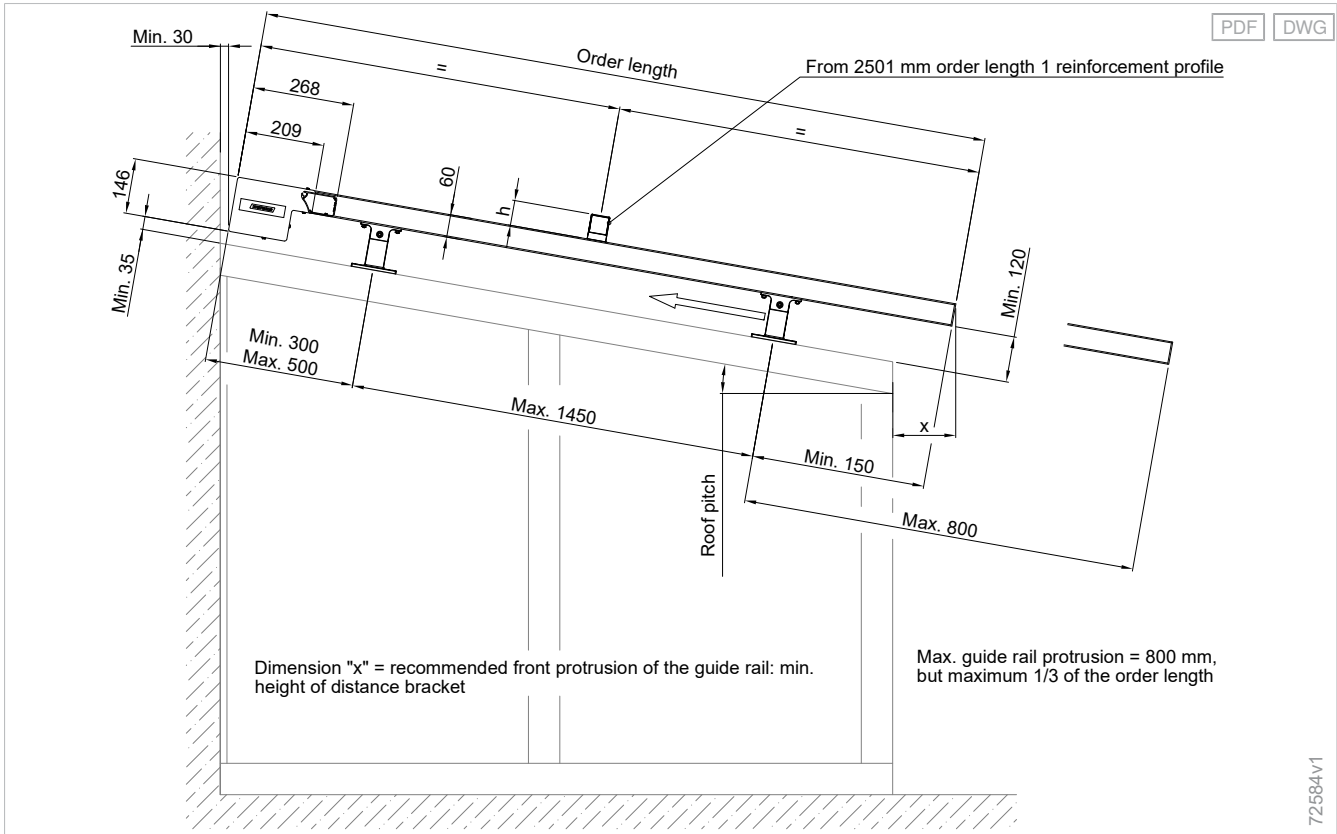 PDF
DWG
Min. 30
Order length
From 2501 mm order length 1 reinforcement profile
=
=
268
209
146
60
h
Min. 35
Min. 120
Min. 300
Max. 500
Max. 1450
x
Min. 150
Roof pitch
Max. 800
Dimension "x" = recommended front protrusion of the guide rail: min.
height of distance bracket
Max. guide rail protrusion = 800 mm,
but maximum 1/3 of the order length
72584v1